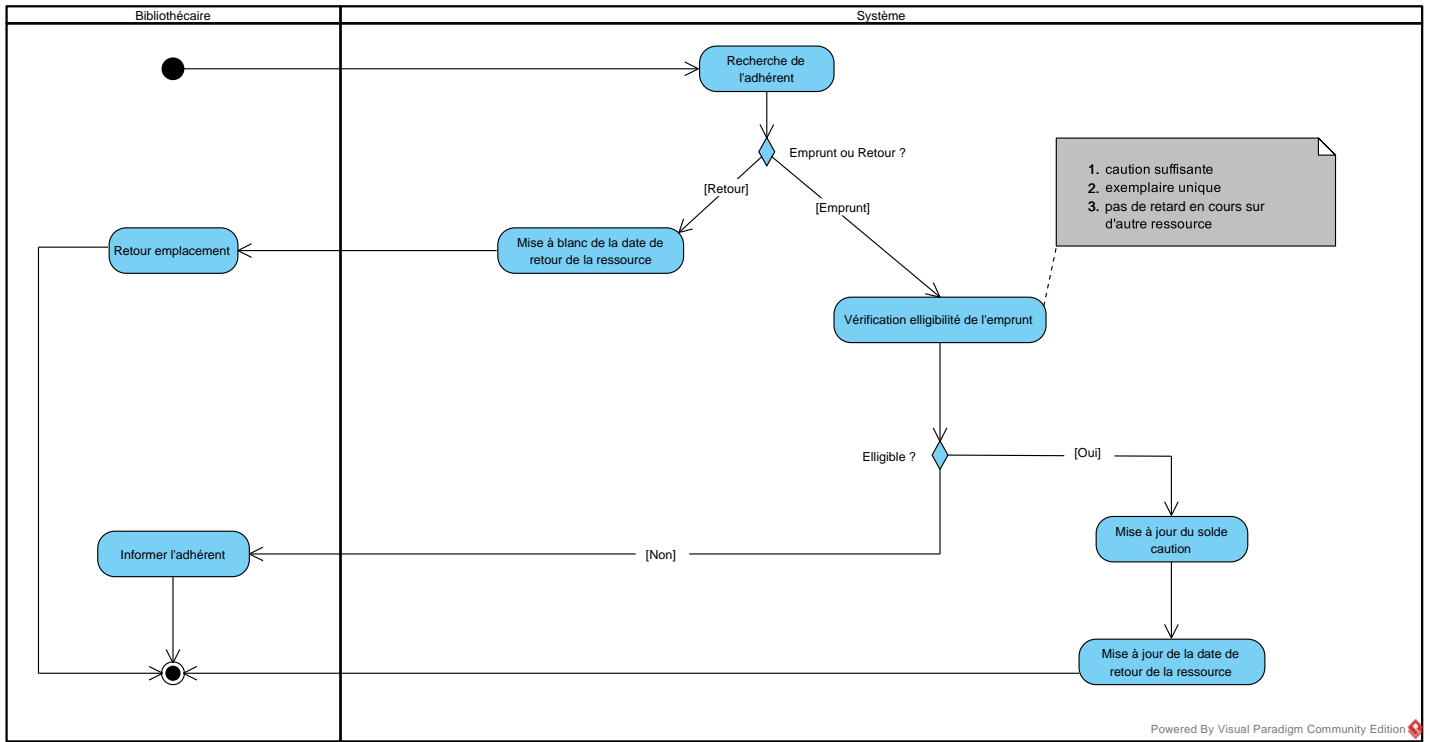 Bibliothécaire
Système
Recherche de
l'adhérent
Emprunt ou Retour ?
[Retour]
[Emprunt]
1. caution suffisante
2. exemplaire unique
3. pas de retard en cours sur
d'autre ressource
Retour emplacement
Mise à blanc de la date de
retour de la ressource
Vérification elligibilité de l'emprunt
Elligible ?
[Oui]
Mise à jour du solde
caution
Informer l'adhérent
[Non]
Mise à jour de la date de
retour de la ressource
Powered By Visual Paradigm Community Edition